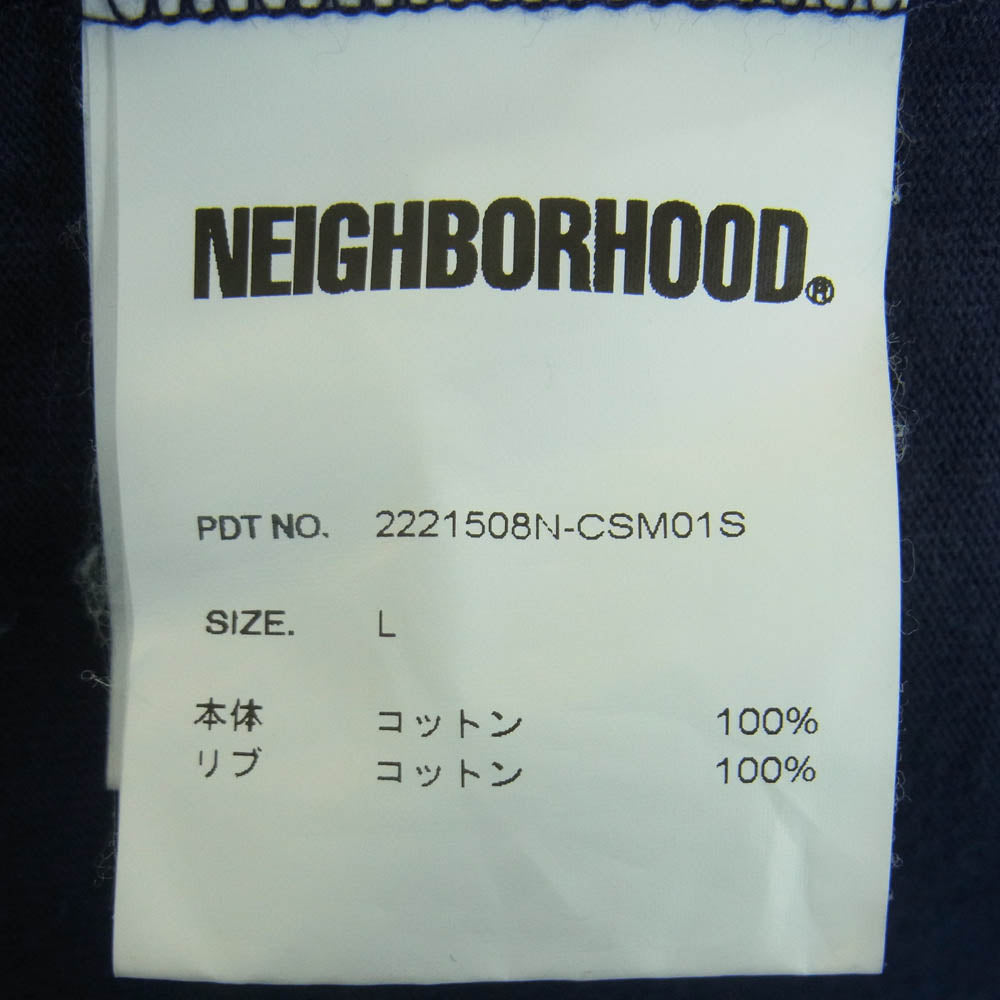 NEIGHBORHOOD®
PDT NO. 2221508N-CSM01S
SIZE. L
本体 コットン 100%
リブ コットン 100%